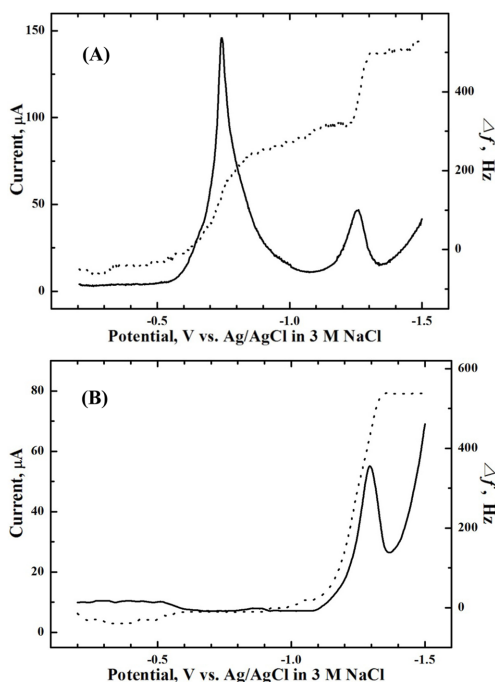 (A)
150
100
50
0
Current, μA
400
200
0
Δf, Hz
-0.5 -1.0 -1.5
Potential, V vs. Ag/AgCl in 3 M NaCl
(B)
80
60
40
20
0
Current, μA
600
400
200
0
Δf, Hz
-0.5 -1.0 -1.5
Potential, V vs. Ag/AgCl in 3 M NaCl